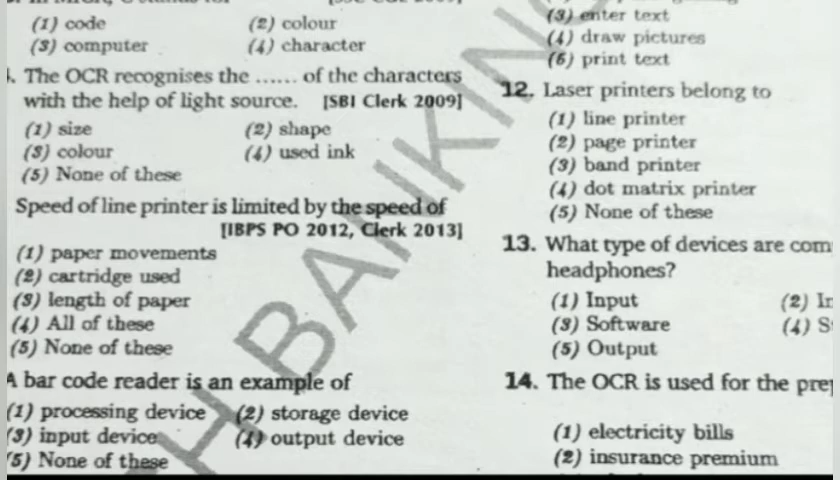 (1) code (2) colour
(3) computer (4) character
. The OCR recognises the ...... of the characters
with the help of light source. [SBI Clerk 2009]
(1) size (2) shape
(3) colour (4) used ink
(5) None of these
Speed of line printer is limited by the speed of
[IBPS PO 2012, Clerk 2013]
(1) paper movements
(2) cartridge used
(3) length of paper
(4) All of these
(5) None of these
A bar code reader is an example of
(1) processing device (2) storage device
(3) input device (4) output device
(5) None of these
(3) enter text
(4) draw pictures
(5) print text
12. Laser printers belong to
(1) line printer
(2) page printer
(3) band printer
(4) dot matrix printer
(5) None of these
13. What type of devices are com
headphones?
(1) Input (2) In
(3) Software (4) S
(5) Output
14. The OCR is used for the prep
(1) electricity bills
(2) insurance premium
H BANKING